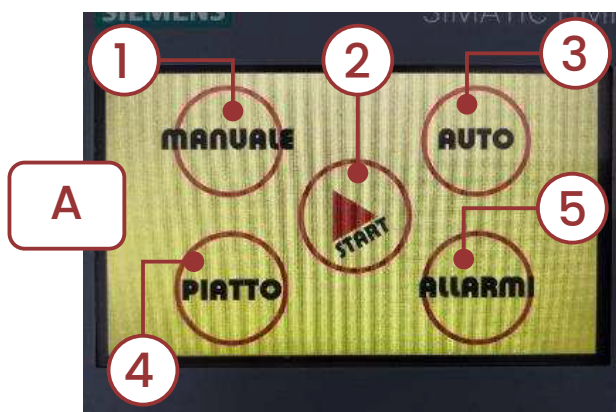 SIEMENS SIMATIC HMI
1 2 3
MANUALE AUTO
A
START
5
PIATTO ALLARMI
4